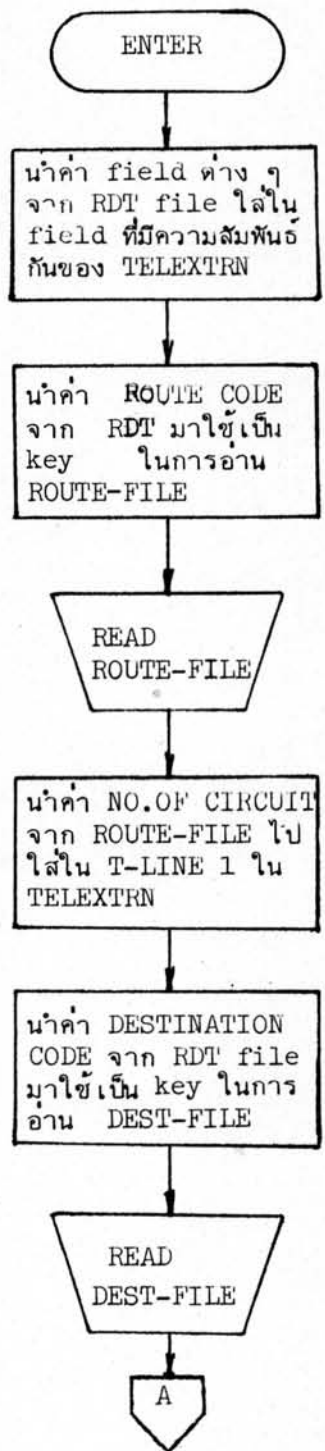 ENTER
นำค่า field ต่าง ๆ
จาก RDT file ใส่ใน
field ที่มีความสัมพันธ์
กันของ TELEXTRN
นำค่า ROUTE CODE
จาก RDT มาใช้เป็น
key ในการอ่าน
ROUTE-FILE
READ
ROUTE-FILE
นำค่า NO.OF CIRCUIT
จาก ROUTE-FILE ไป
ใส่ใน T-LINE 1 ใน
TELEXTRN
นำค่า DESTINATION
CODE จาก RDT file
มาใช้เป็น key ในการ
อ่าน DEST-FILE
READ
DEST-FILE
A